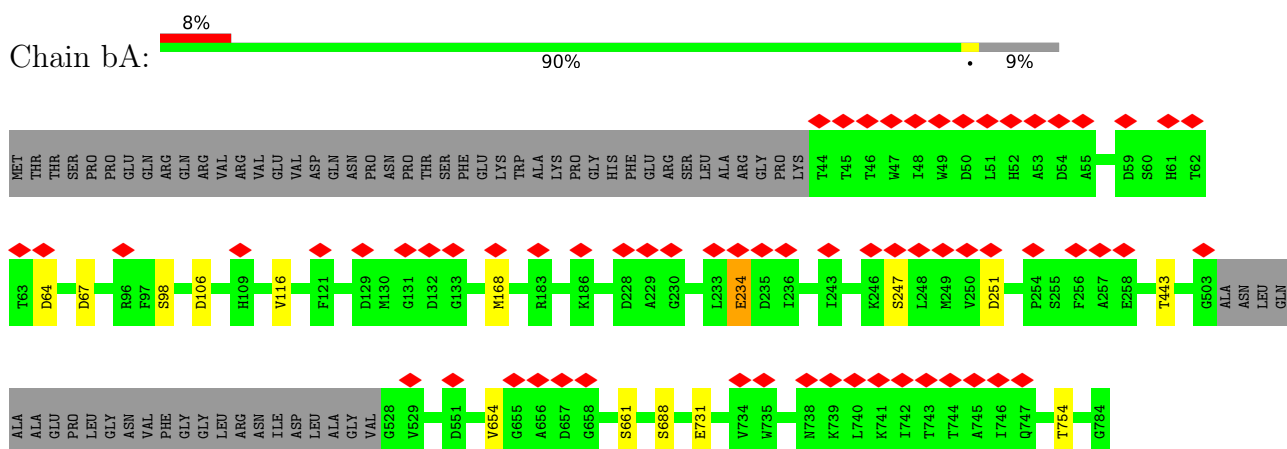 8%
Chain bA:
90%
•
9%
MET THR THR SER PRO PRO GLU GLN ARG GLN ARG VAL ARG VAL GLU VAL ASP GLN ASN PRO ASN PRO THR SER PHE GLU LYS TRP ALA LYS PRO GLY HIS PHE GLU ARG SER LEU ALA ARG GLY PRO LYS T44 T45 T46 W47 I48 W49 D50 L51 H52 A53 D54 A55 D59 S60 H61 T62
T63 D64 D67 R96 F97 S98 D106 H109 V116 F121 D129 M130 G131 D132 G133 M168 R183 K186 D228 A229 G230 L233 E234 D235 I236 I243 K246 S247 L248 M249 V250 D251 P254 S255 F256 A257 E258 T443 G503 ALA ASN LEU GLN
ALA ALA GLU PRO LEU GLY ASN VAL PHE GLY GLY LEU ARG ASN ILE ASP LEU ALA GLY VAL G528 V529 D551 V654 G655 A656 D657 G658 S661 S688 E731 V734 W735 N738 K739 L740 K741 I742 T743 T744 A745 I746 Q747 T754 G784